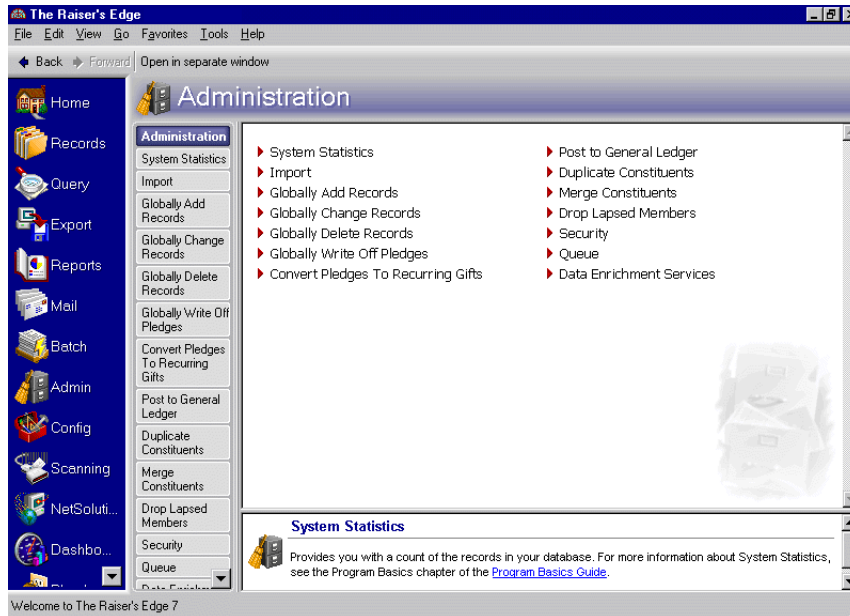 The Raiser's Edge
File Edit View Go Favorites Tools Help
Back Forward Open in separate window
Administration
Home
Records
Query
Export
Reports
Mail
Batch
Admin
Config
Scanning
NetSoluti...
Dashbo...
Administration
System Statistics
Import
Globally Add
Records
Globally Change
Records
Globally Delete
Records
Globally Write Off
Pledges
Convert Pledges
To Recurring
Gifts
Post to General
Ledger
Duplicate
Constituents
Merge
Constituents
Drop Lapsed
Members
Security
Queue
System Statistics
Import
Globally Add Records
Globally Change Records
Globally Delete Records
Globally Write Off Pledges
Convert Pledges To Recurring Gifts
Post to General Ledger
Duplicate Constituents
Merge Constituents
Drop Lapsed Members
Security
Queue
Data Enrichment Services
System Statistics
Provides you with a count of the records in your database. For more information about System Statistics,
see the Program Basics chapter of the Program Basics Guide.
Welcome to The Raiser's Edge 7